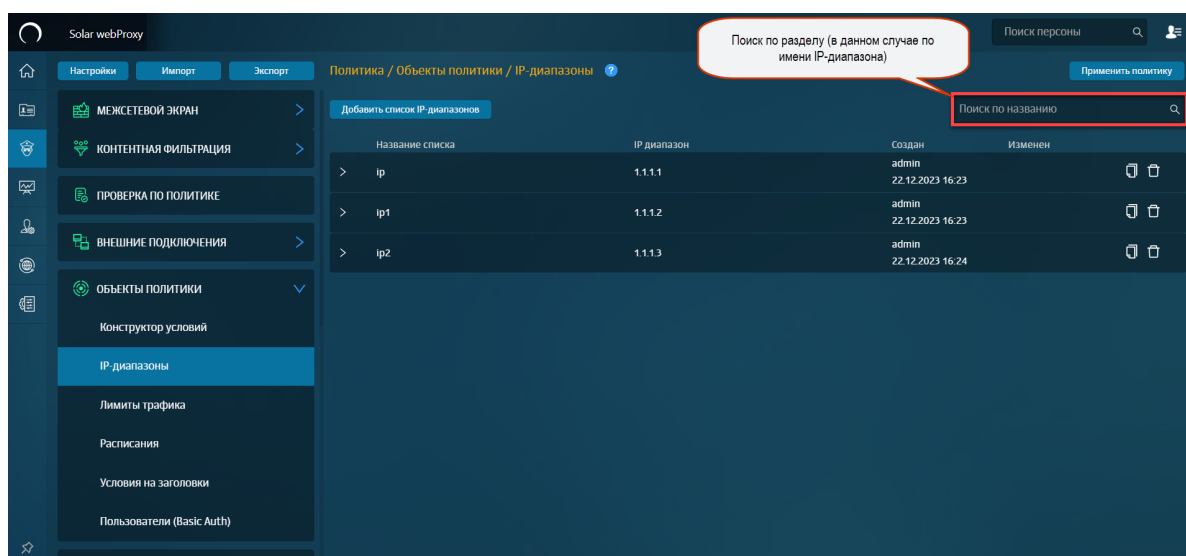 Solar webProxy
Поиск по разделу (в данном случае по
имени IP-диапазона)
Поиск персоны
Настройки Импорт Экспорт
Политика / Объекты политики / IP-диапазоны ?
Применить политику
МЕЖСЕТЕВОЙ ЭКРАН
КОНТЕНТНАЯ ФИЛЬТРАЦИЯ
ПРОВЕРКА ПО ПОЛИТИКЕ
ВНЕШНИЕ ПОДКЛЮЧЕНИЯ
ОБЪЕКТЫ ПОЛИТИКИ
Конструктор условий
IP-диапазоны
Лимиты трафика
Расписания
Условия на заголовки
Пользователи (Basic Auth)
Добавить список IP-диапазонов
Поиск по названию
Название списка IP диапазон Создан Изменен
ip 1.1.1.1 admin
22.12.2023 16:23
ip1 1.1.1.2 admin
22.12.2023 16:23
ip2 1.1.1.3 admin
22.12.2023 16:24